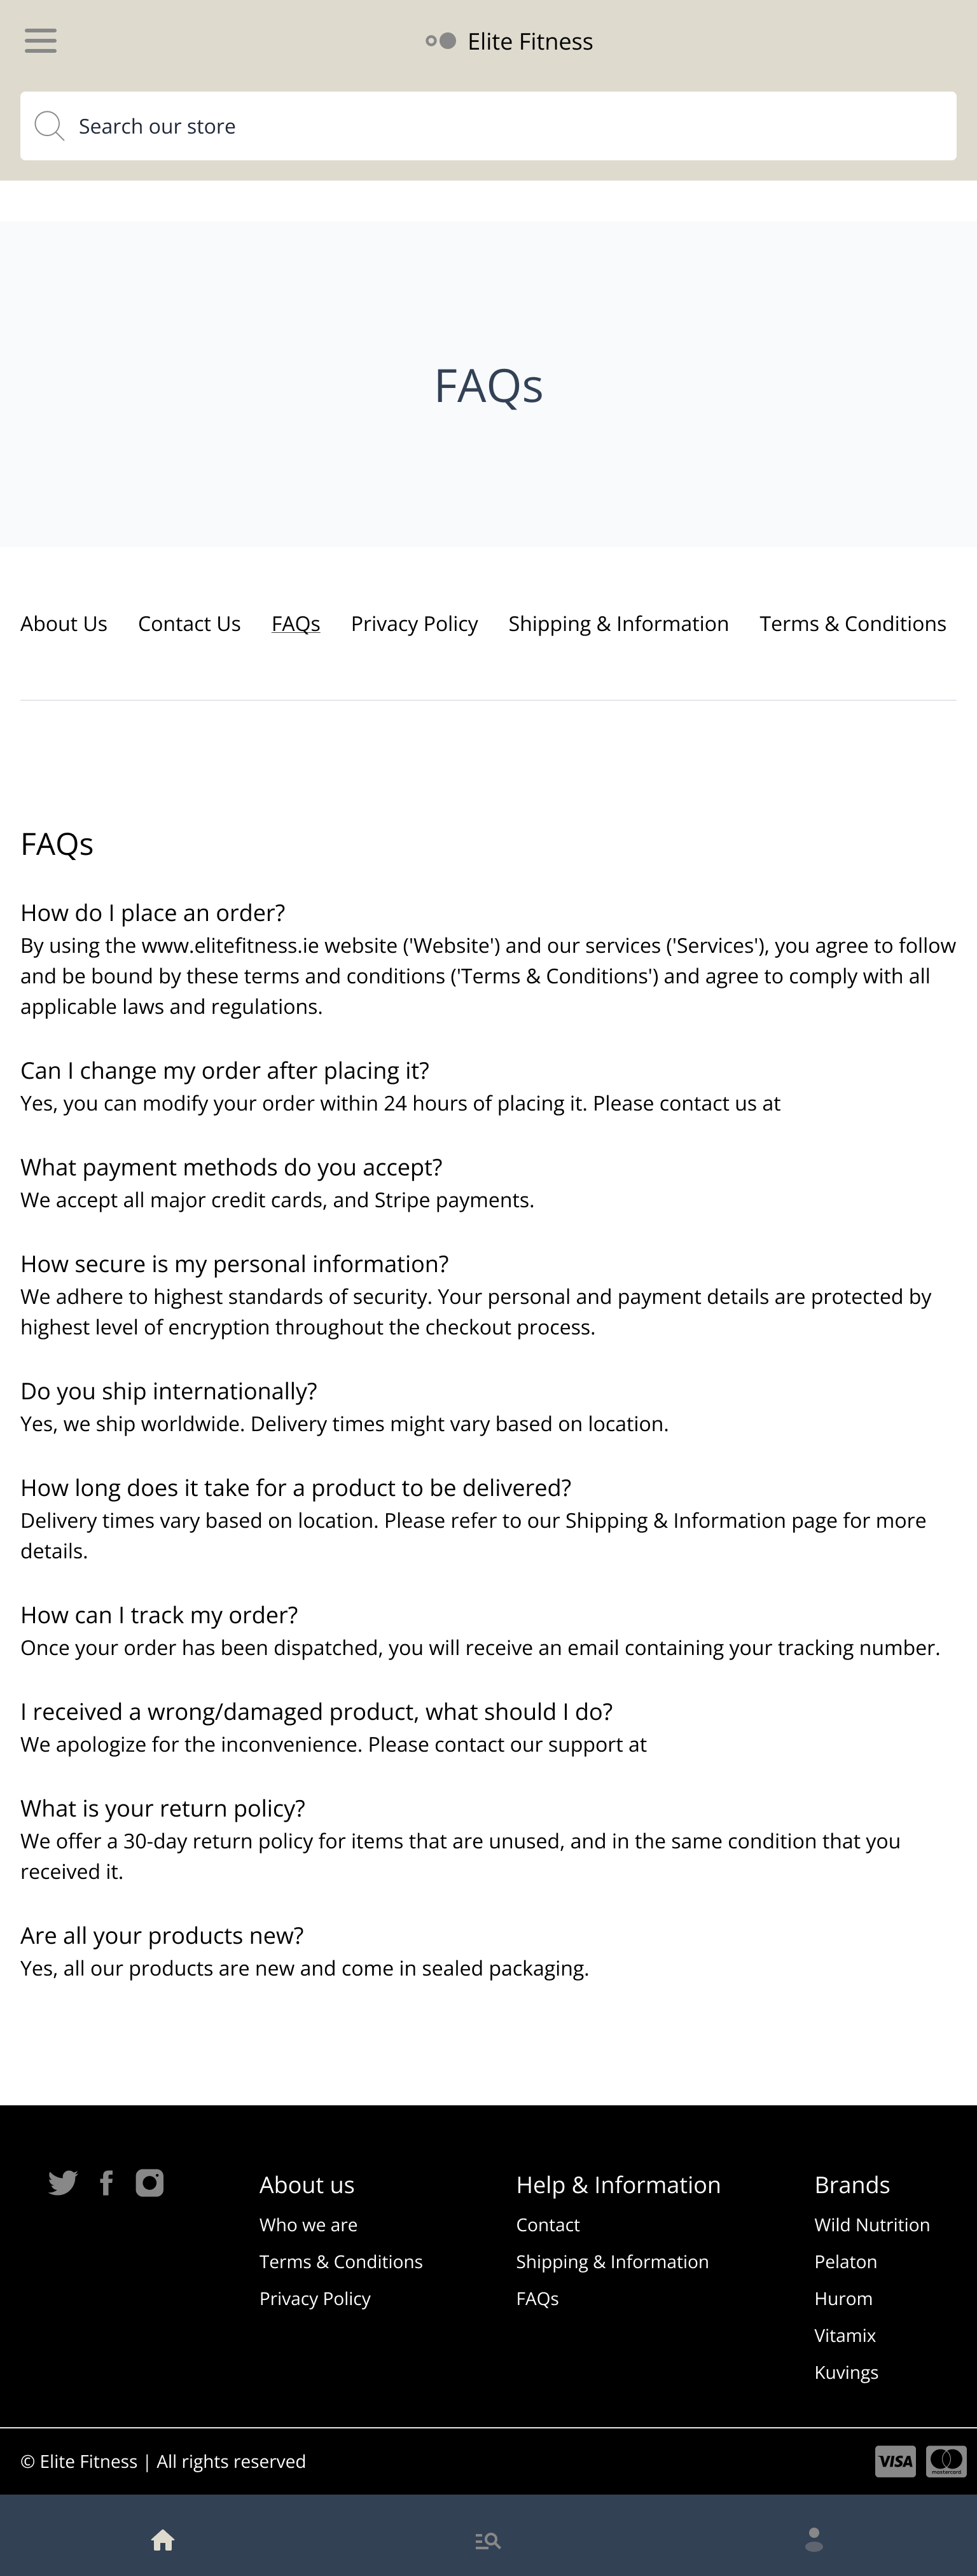 Elite Fitness
Search our store
FAQs
About Us Contact Us FAQs Privacy Policy Shipping & Information Terms & Conditions
FAQs
How do I place an order?
By using the www.elitefitness.ie website ('Website') and our services ('Services'), you agree to follow
and be bound by these terms and conditions ('Terms & Conditions') and agree to comply with all
applicable laws and regulations.
Can I change my order after placing it?
Yes, you can modify your order within 24 hours of placing it. Please contact us at
What payment methods do you accept?
We accept all major credit cards, and Stripe payments.
How secure is my personal information?
We adhere to highest standards of security. Your personal and payment details are protected by
highest level of encryption throughout the checkout process.
Do you ship internationally?
Yes, we ship worldwide. Delivery times might vary based on location.
How long does it take for a product to be delivered?
Delivery times vary based on location. Please refer to our Shipping & Information page for more
details.
How can I track my order?
Once your order has been dispatched, you will receive an email containing your tracking number.
I received a wrong/damaged product, what should I do?
We apologize for the inconvenience. Please contact our support at
What is your return policy?
We offer a 30-day return policy for items that are unused, and in the same condition that you
received it.
Are all your products new?
Yes, all our products are new and come in sealed packaging.
About us
Who we are
Terms & Conditions
Privacy Policy
Help & Information
Contact
Shipping & Information
FAQs
Brands
Wild Nutrition
Pelaton
Hurom
Vitamix
Kuvings
© Elite Fitness | All rights reserved
VISA
mastercard